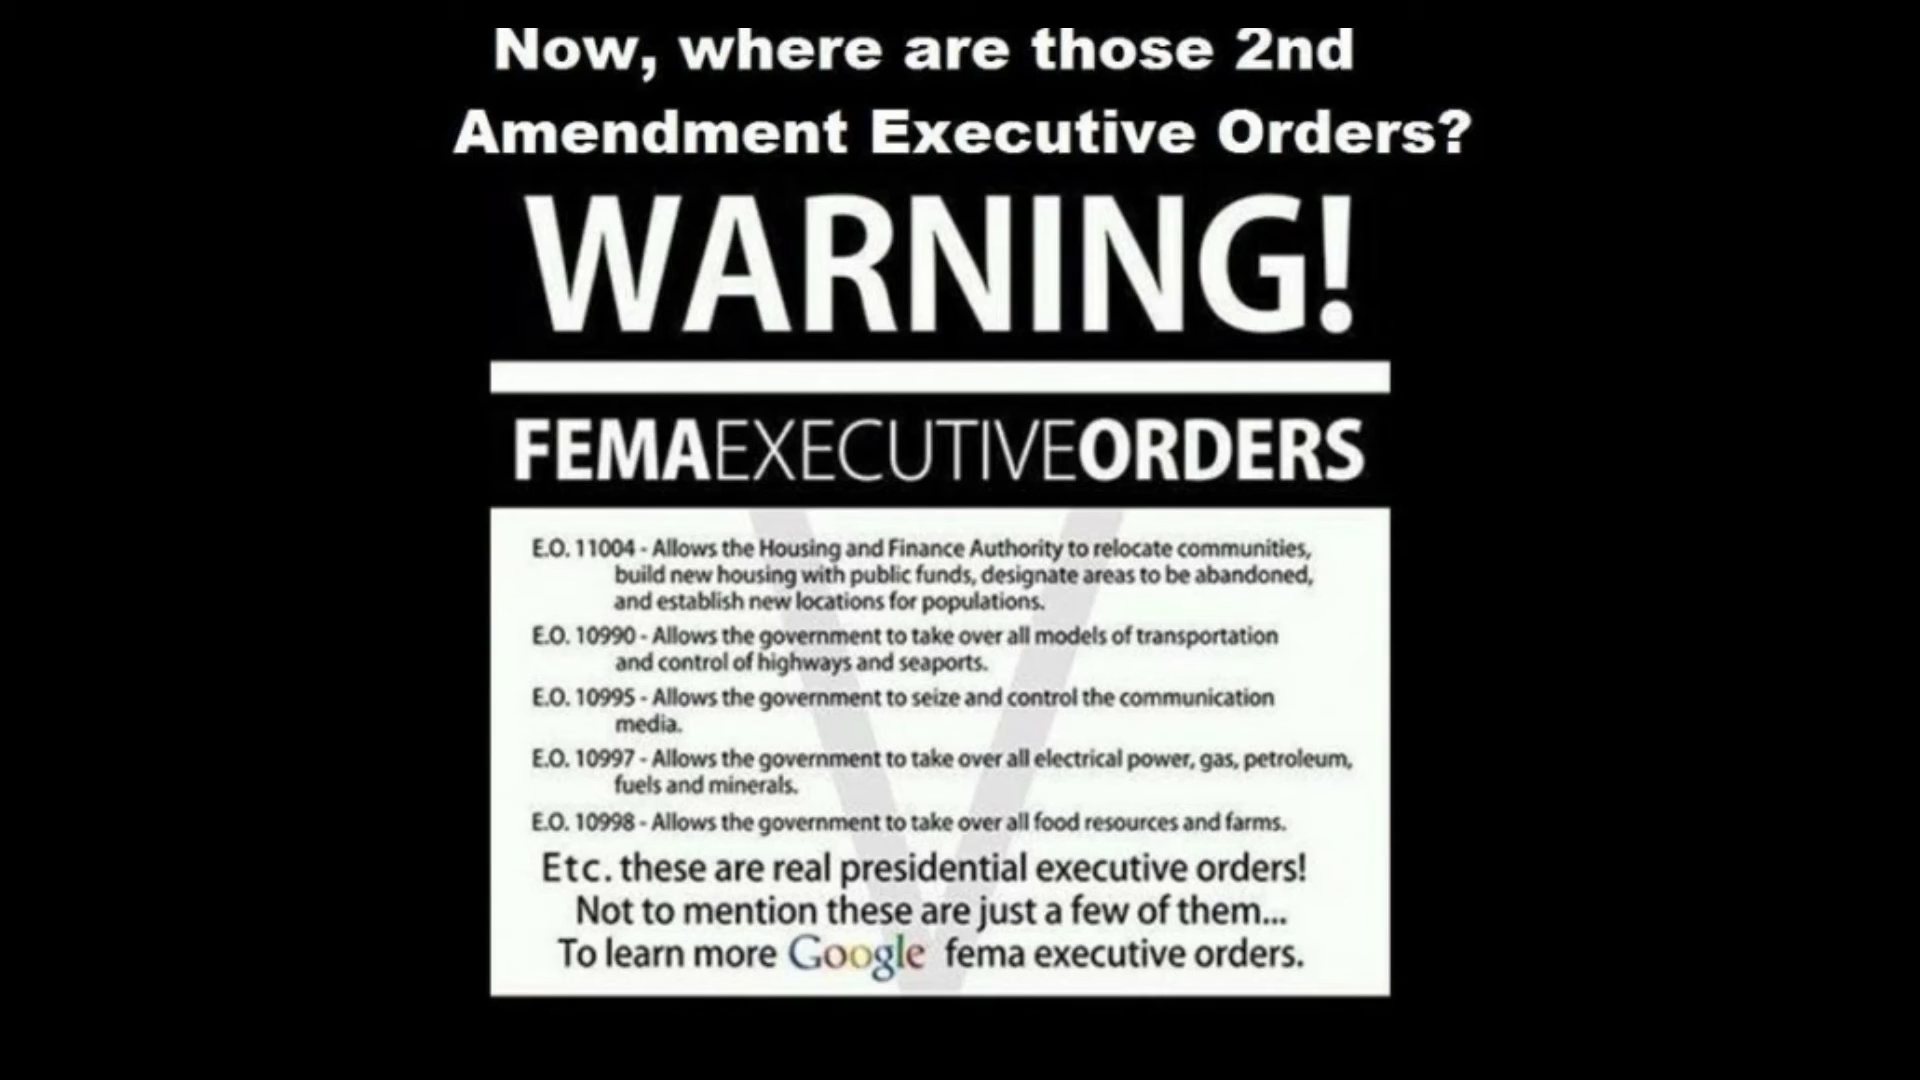 Now, where are those 2nd
Amendment Executive Orders?
WARNING!
FEMAEXECUTIVEORDERS
E.O. 11004 - Allows the Housing and Finance Authority to relocate communities,
build new housing with public funds, designate areas to be abandoned,
and establish new locations for populations.
E.O. 10990 - Allows the government to take over all models of transportation
and control of highways and seaports.
E.O. 10995 - Allows the government to seize and control the communication
media.
E.O. 10997 - Allows the government to take over all electrical power, gas, petroleum,
fuels and minerals.
E.O. 10998 - Allows the government to take over all food resources and farms.
Etc. these are real presidential executive orders!
Not to mention these are just a few of them...
To learn more Google fema executive orders.